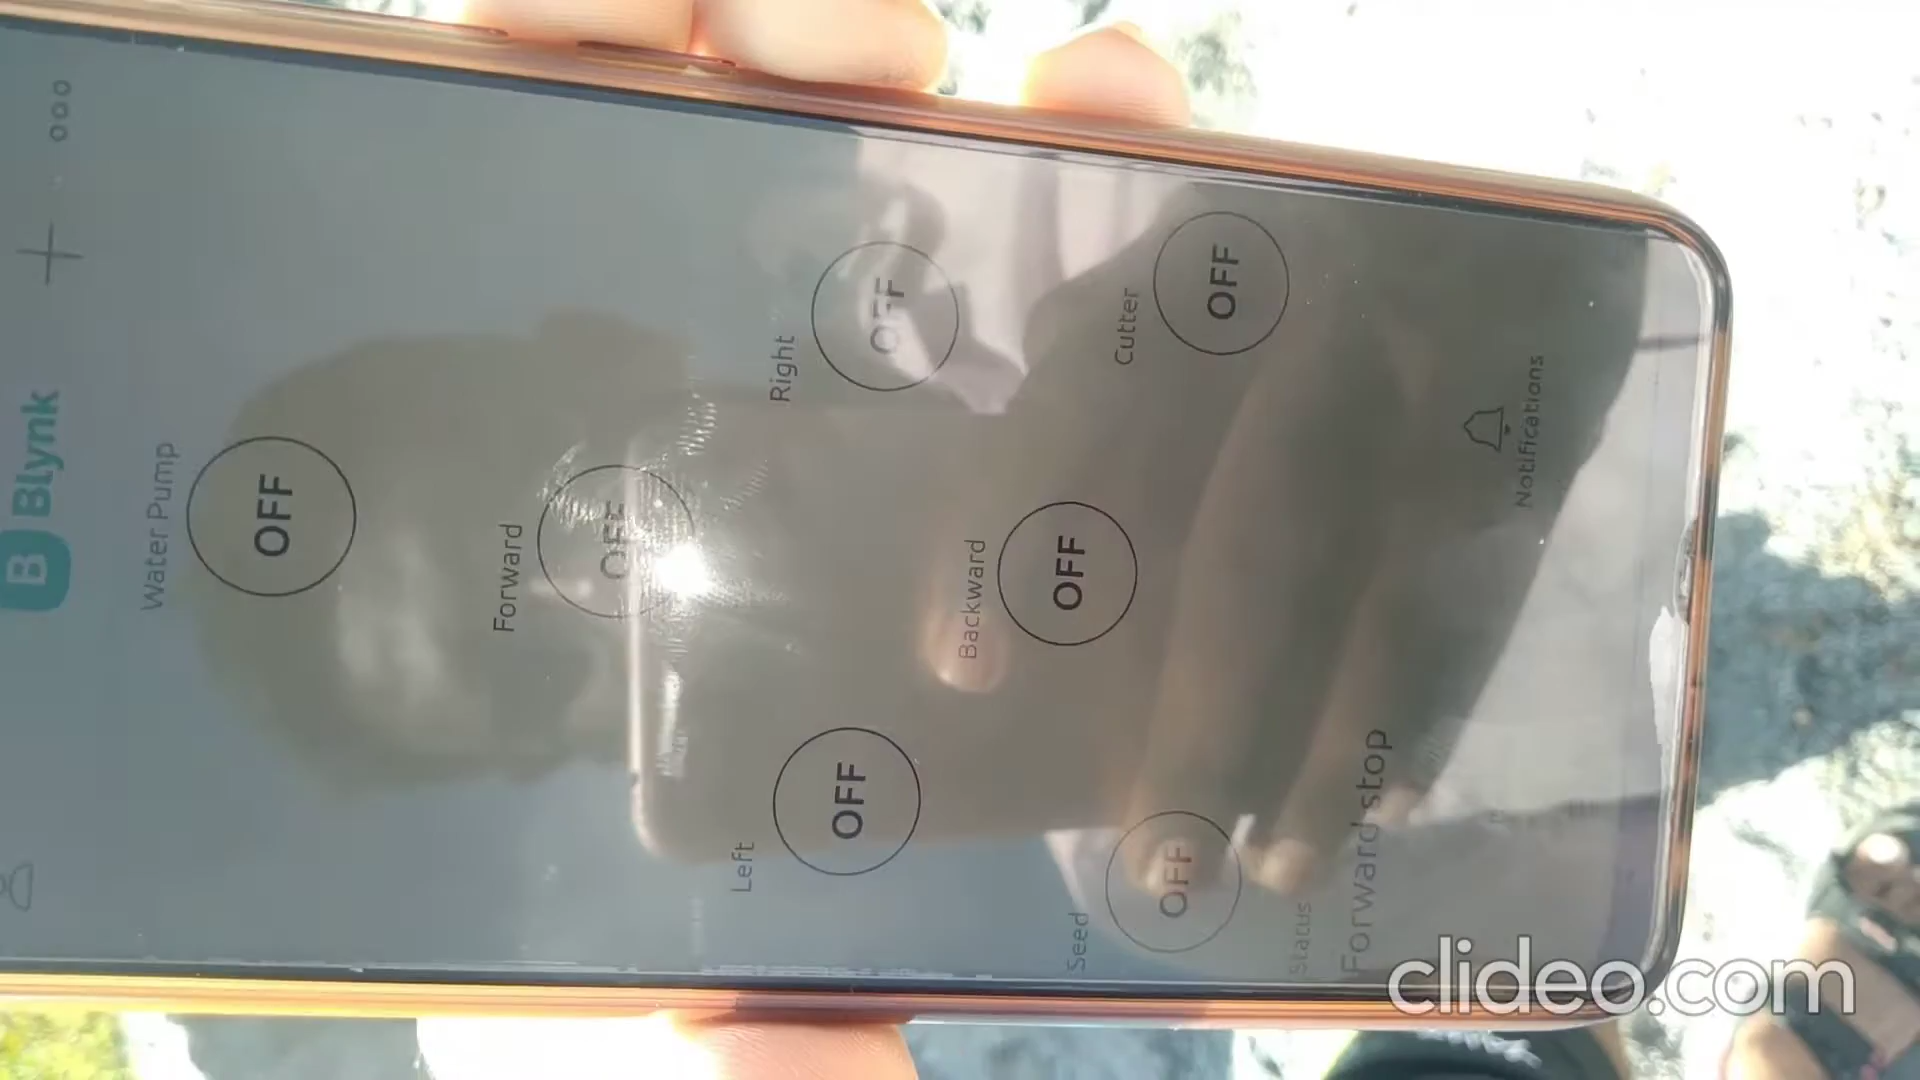 B Blynk
Water Pump
OFF
Forward
OFF
Left
OFF
Right
OFF
Backward
OFF
Seed
OFF
Cutter
OFF
Status
Forward stop
Notifications
clideo.com